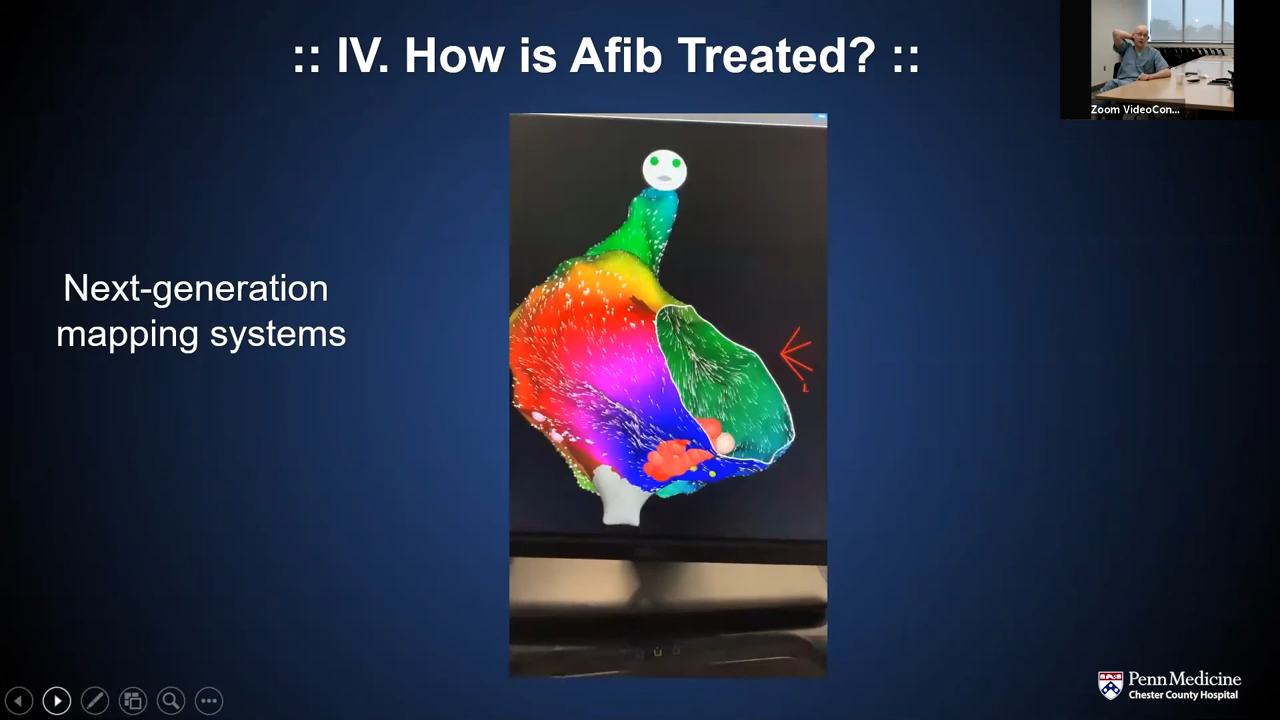 :: IV. How is Afib Treated? ::
Zoom VideoCon...
Next-generation
mapping systems
Penn Medicine
Chester County Hospital